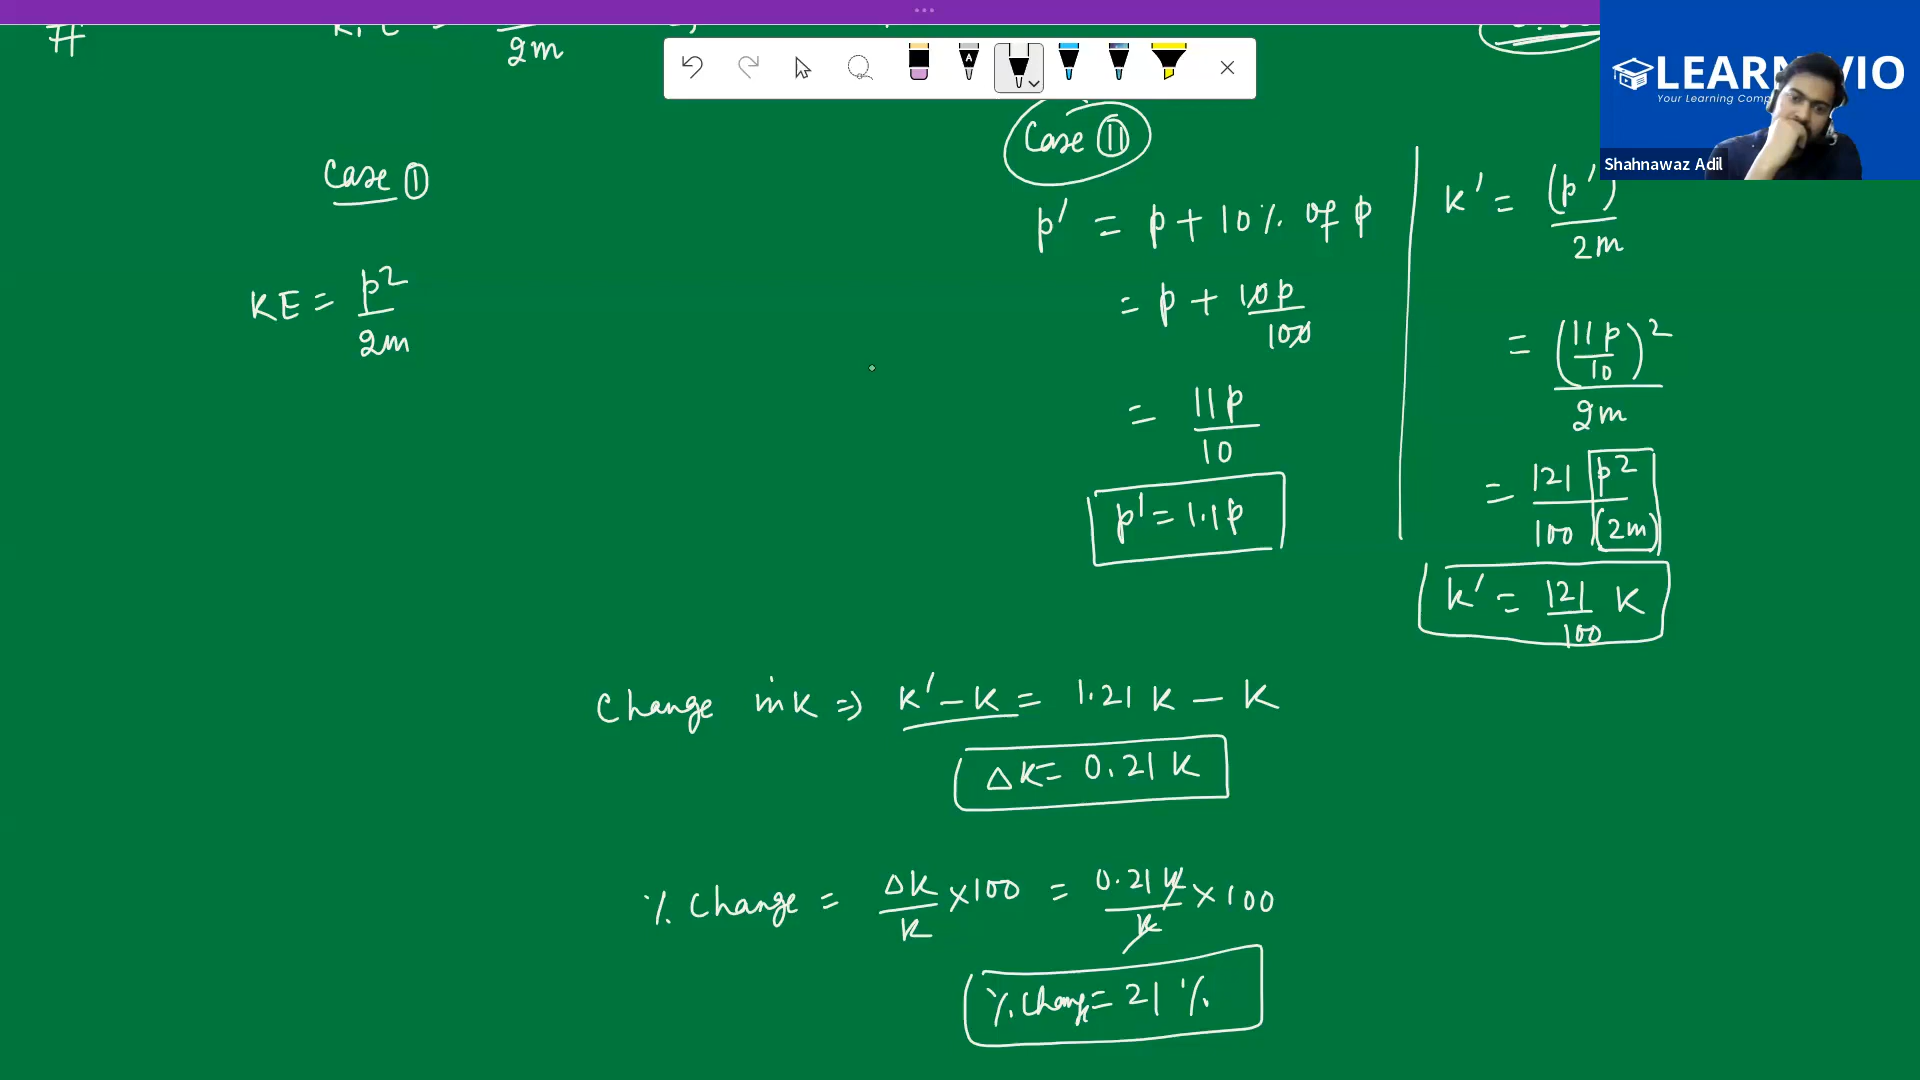 2m
LEARN VIO
Your Learning Comp
Shahnawaz Adil
Case ①
KE = p²/2m
Case ⑪
p' = p + 10% of p
= p + 10p/100
= 11p/10
p' = 1.1p
k' = (p')/2m
= (11p/10)²/2m
= 121 p²/100 (2m)
k' = 121/100 K
Change in K => K' - K = 1.21 K - K
ΔK = 0.21 K
% Change = ΔK/K × 100 = 0.21 K/K × 100
% Change = 21 %